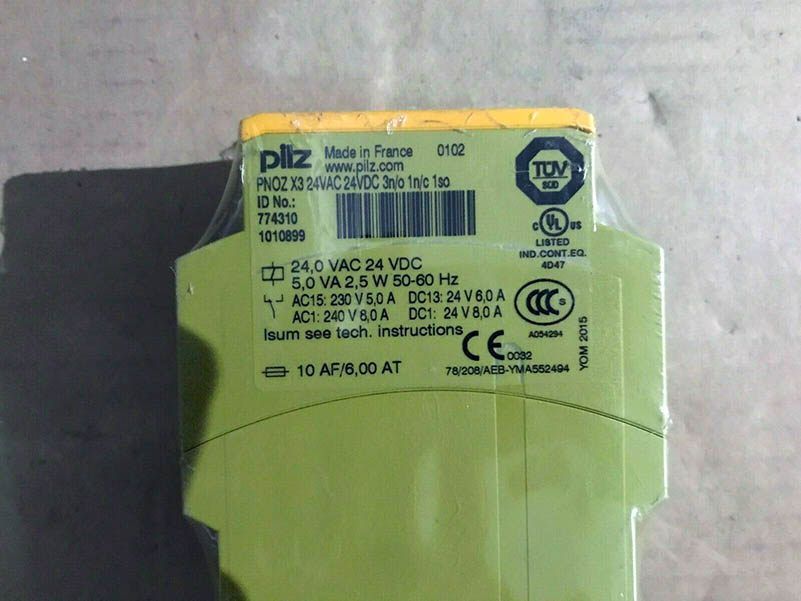 pilz Made in France 0102
www.pilz.com
PNOZ X3 24VAC 24VDC 3n/o 1n/c 1so
ID No.:
774310
1010899
TÜV
SÜD
C UL US
LISTED
IND.CONT.EQ.
4D47
24,0 VAC 24 VDC
5,0 VA 2,5 W 50-60 Hz
AC15: 230 V 5,0 A DC13: 24 V 6,0 A
AC1: 240 V 8,0 A DC1: 24 V 8,0 A
Isum see tech. instructions
CCC S
A054294
YOM 2015
CE 0032
10 AF/6,00 AT
78/208/AEB-YMA552494